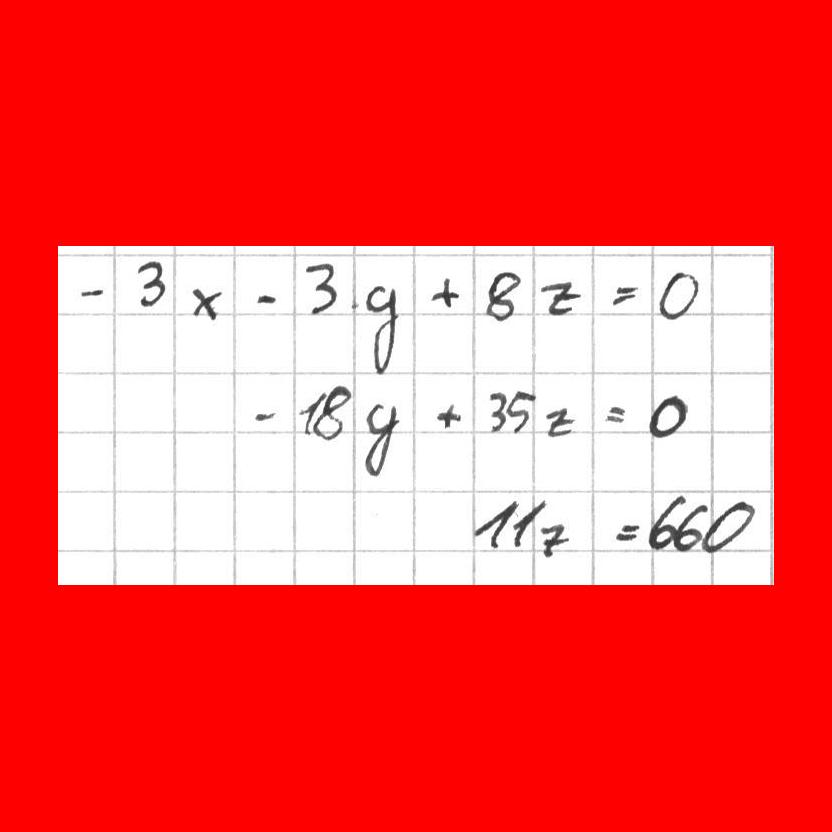 - 3x - 3y + 8z = 0
- 18y + 35z = 0
11z = 660